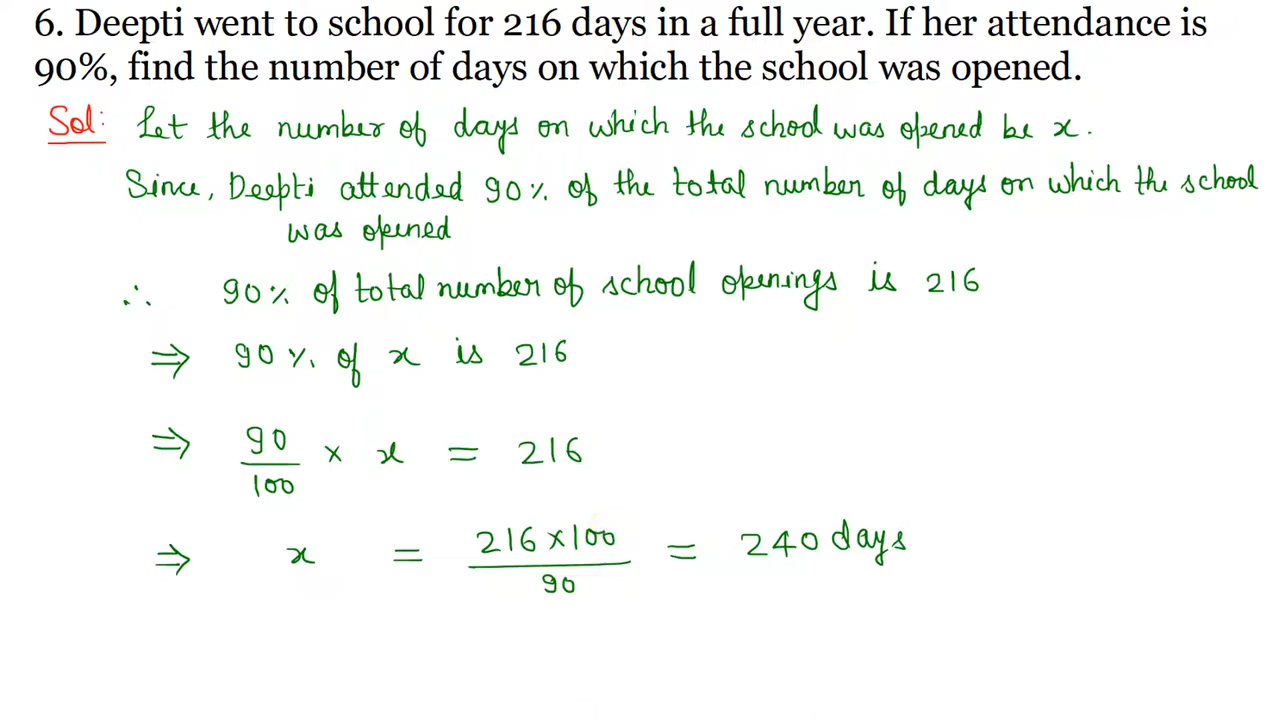 6. Deepti went to school for 216 days in a full year. If her attendance is
90%, find the number of days on which the school was opened.
Sol: Let the number of days on which the school was opened be x.
Since, Deepti attended 90% of the total number of days on which the school
was opened
∴ 90% of total number of school openings is 216
⇒ 90% of x is 216
⇒ 90/100 × x = 216
⇒ x = 216×100/90 = 240 days